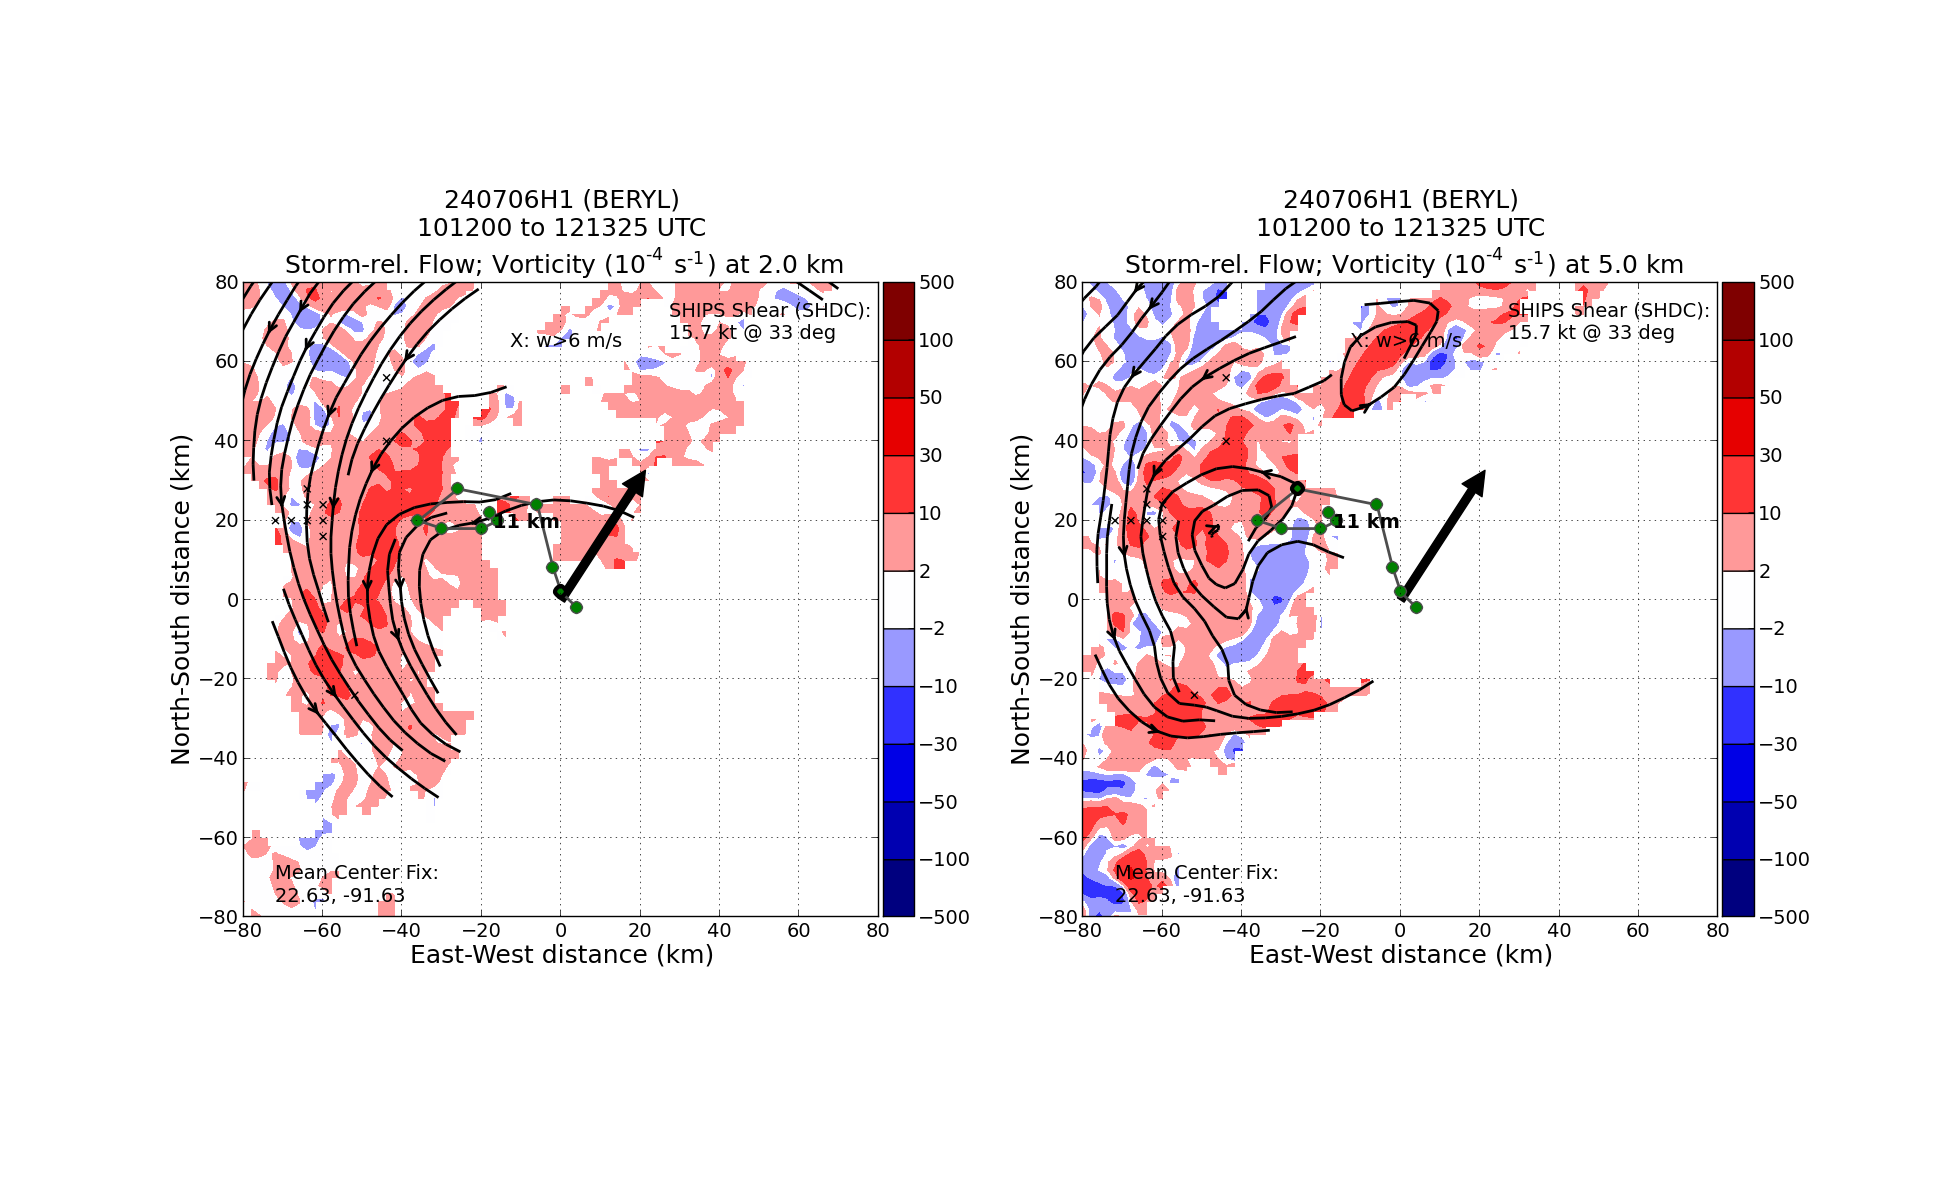 240706H1 (BERYL)
101200 to 121325 UTC
Storm-rel. Flow; Vorticity (10⁻⁴ s⁻¹) at 2.0 km
SHIPS Shear (SHDC):
15.7 kt @ 33 deg
X: w>6 m/s
11 km
Mean Center Fix:
22.63, -91.63
80
60
40
20
0
−20
−40
−60
−80
North-South distance (km)
−80 −60 −40 −20 0 20 40 60 80
East-West distance (km)
500
100
50
30
10
2
−2
−10
−30
−50
−100
−500
240706H1 (BERYL)
101200 to 121325 UTC
Storm-rel. Flow; Vorticity (10⁻⁴ s⁻¹) at 5.0 km
SHIPS Shear (SHDC):
15.7 kt @ 33 deg
X: w>6 m/s
11 km
Mean Center Fix:
22.63, -91.63
80
60
40
20
0
−20
−40
−60
−80
North-South distance (km)
−80 −60 −40 −20 0 20 40 60 80
East-West distance (km)
500
100
50
30
10
2
−2
−10
−30
−50
−100
−500